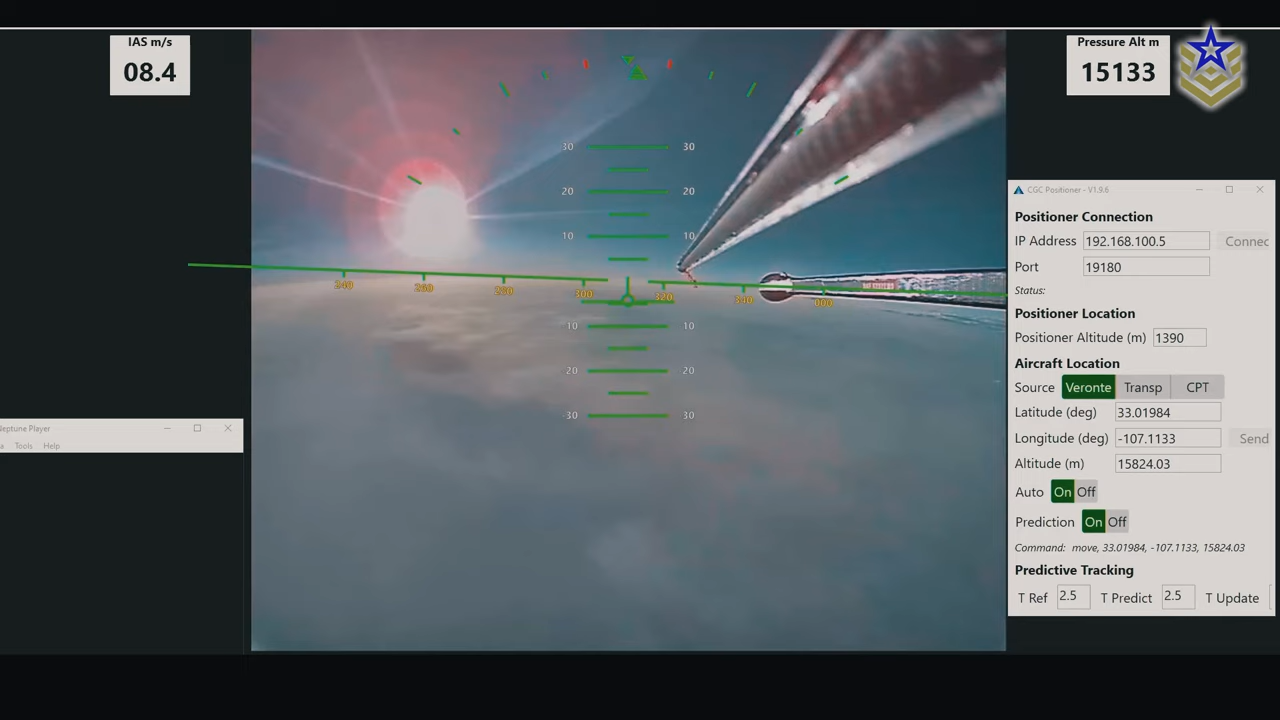 IAS m/s
08.4
Pressure Alt m
15133
30 30
20 20
10 10
240 260 280 300 320 340 000
10 10
20 20
-30 30
CGC Positioner - V1.9.6
Positioner Connection
IP Address 192.168.100.5 Connec
Port 19180
Status:
Positioner Location
Positioner Altitude (m) 1390
Aircraft Location
Source Veronte Transp CPT
Latitude (deg) 33.01984
Longitude (deg) -107.1133 Send
Altitude (m) 15824.03
Auto On Off
Prediction On Off
Command: move, 33.01984, -107.1133, 15824.03
Predictive Tracking
T Ref 2.5 T Predict 2.5 T Update
Neptune Player
a Tools Help